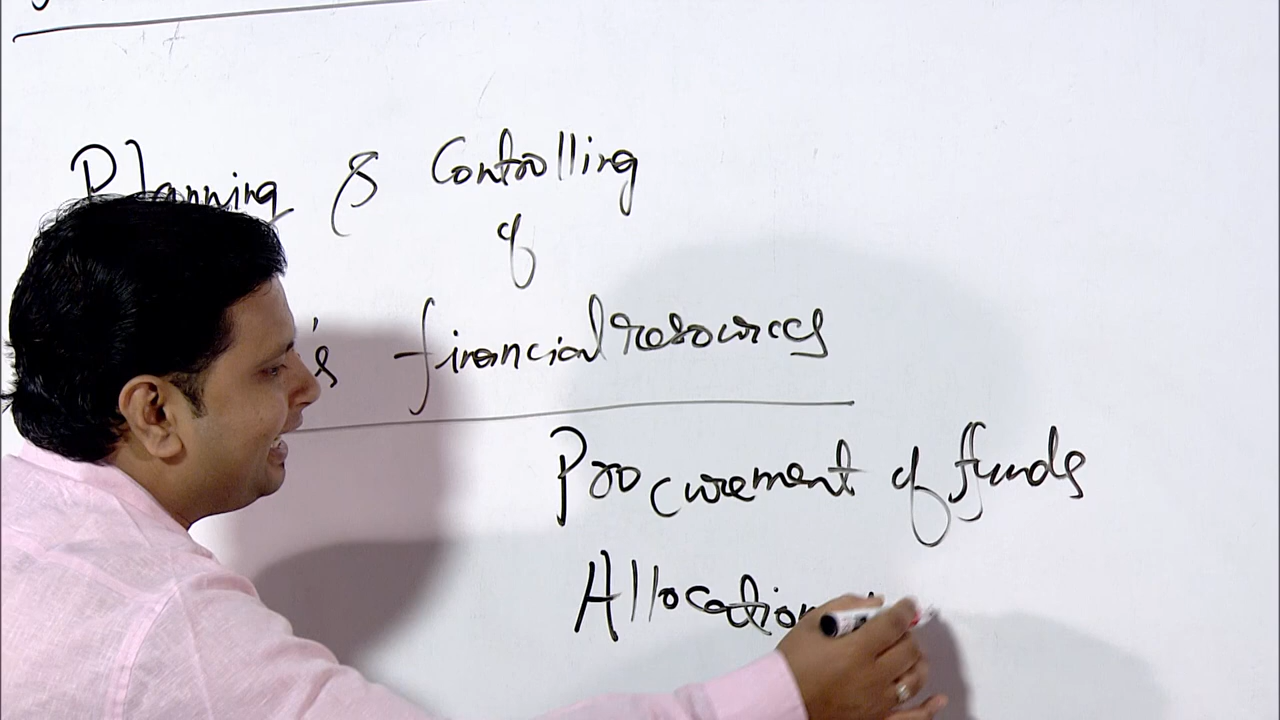 Planning & Controlling
of
's financial resources
Procurement of funds
Allocation